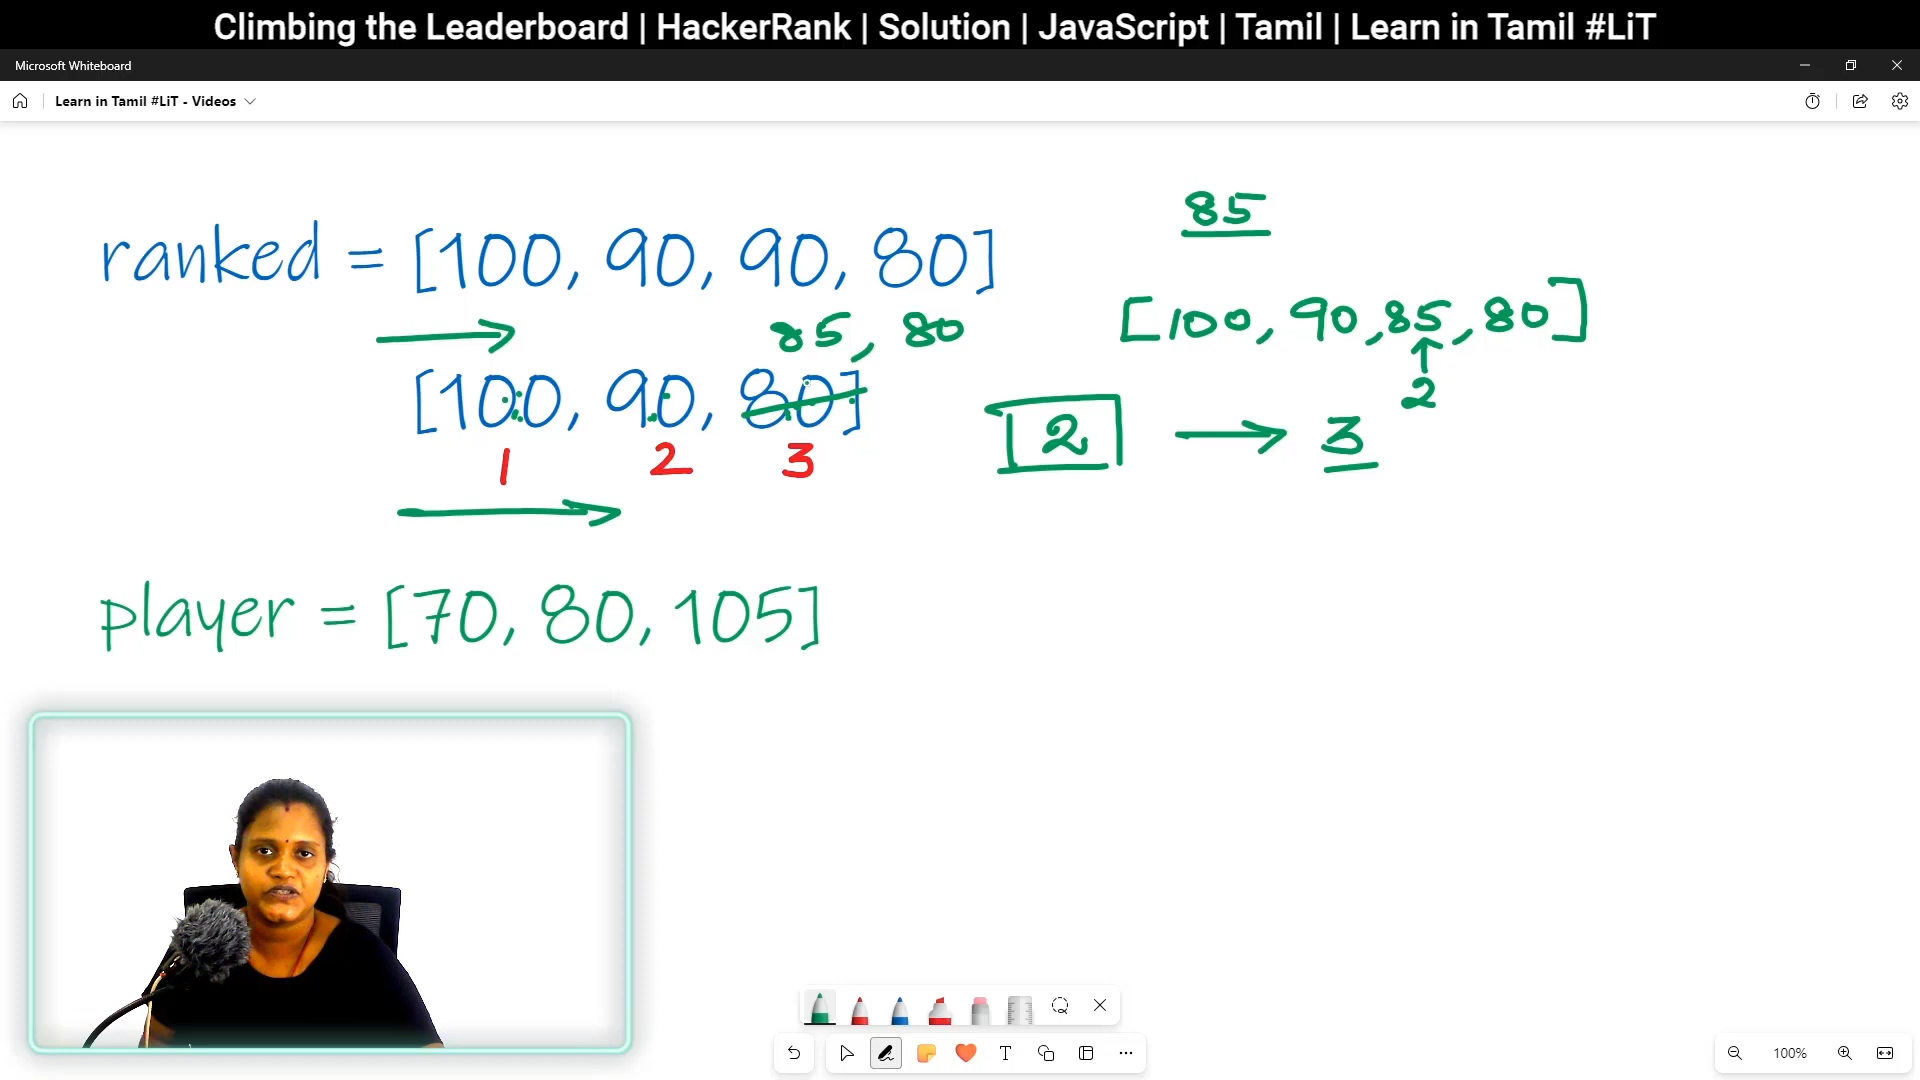 Climbing the Leaderboard | HackerRank | Solution | JavaScript | Tamil | Learn in Tamil #LiT
Microsoft Whiteboard
Learn in Tamil #LiT - Videos
85
ranked = [100, 90, 90, 80]
[100, 90, 85, 80]
85, 80
[100, 90, 80]
2
2 → 3
1 2 3
player = [70, 80, 105]
T
100%